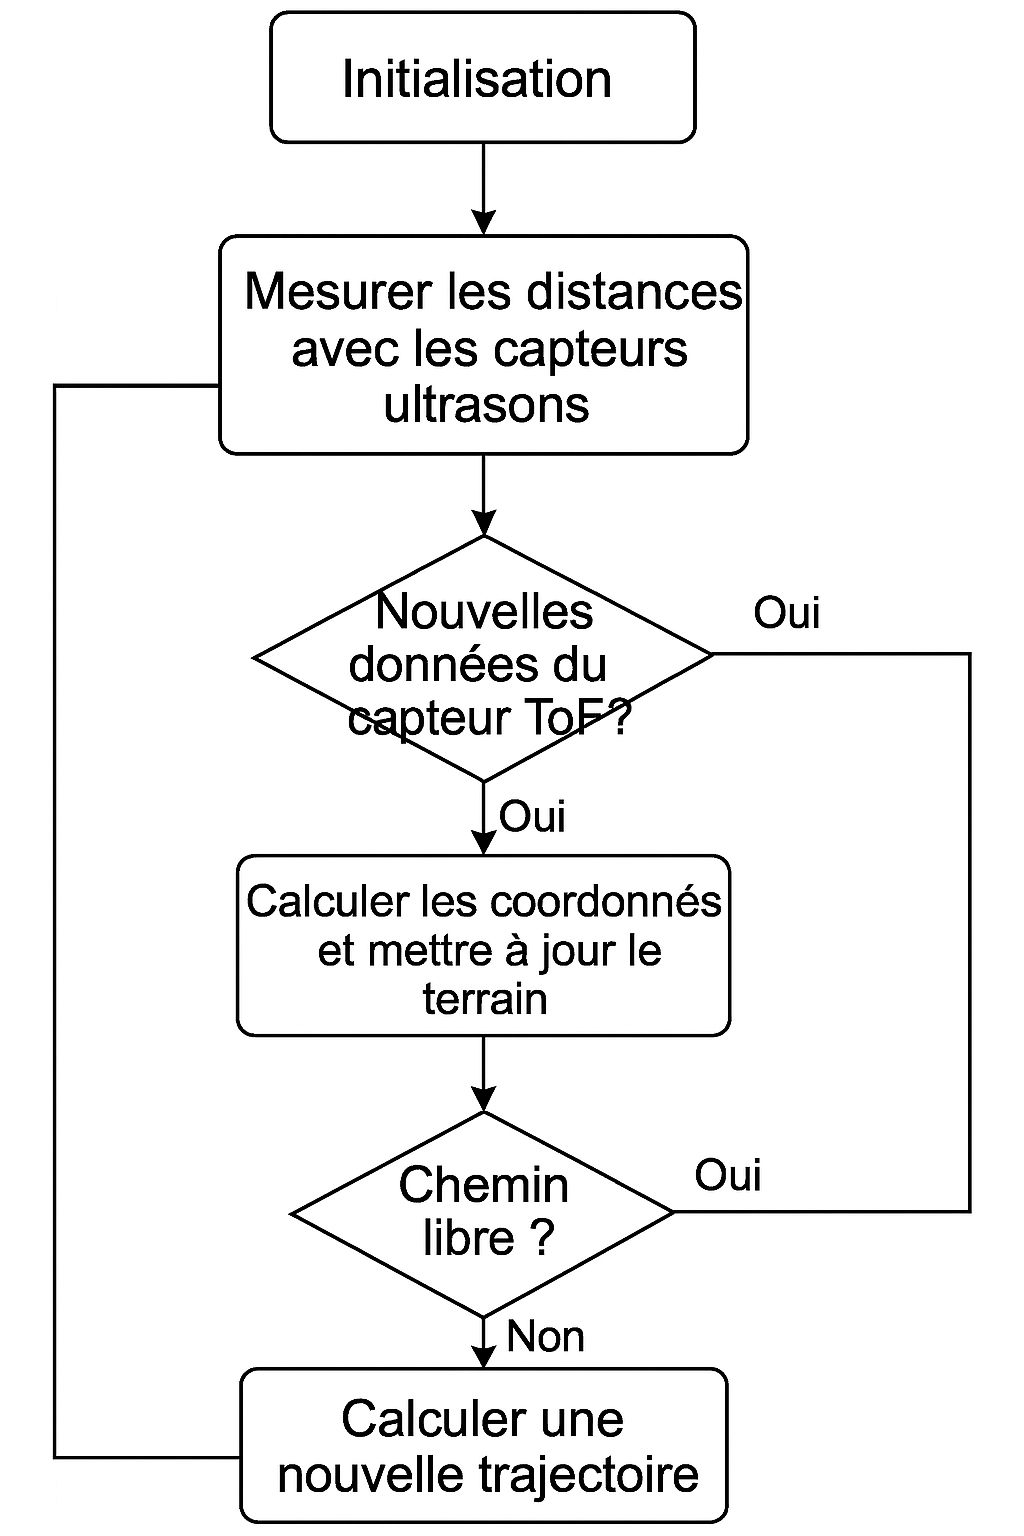 Initialisation
Mesurer les distances
avec les capteurs
ultrasons
Nouvelles
données du
capteur ToF?
Oui
Oui
Calculer les coordonnés
et mettre à jour le
terrain
Chemin
libre ?
Oui
Non
Calculer une
nouvelle trajectoire